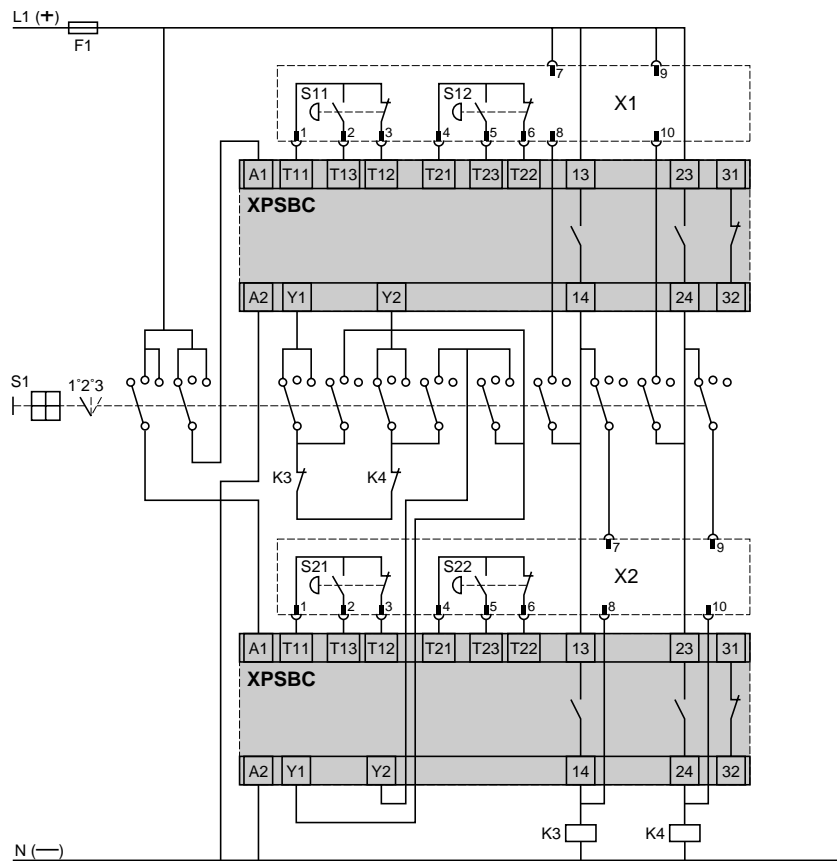 L1 (+)
F1
7 9
S11 S12 X1
1 2 3 4 5 6 8 10
A1 T11 T13 T12 T21 T23 T22 13 23 31
XPSBC
A2 Y1 Y2 14 24 32
S1 1°2°3
K3 K4
7 9
S21 S22 X2
1 2 3 4 5 6 8 10
A1 T11 T13 T12 T21 T23 T22 13 23 31
XPSBC
A2 Y1 Y2 14 24 32
K3 K4
N (—)